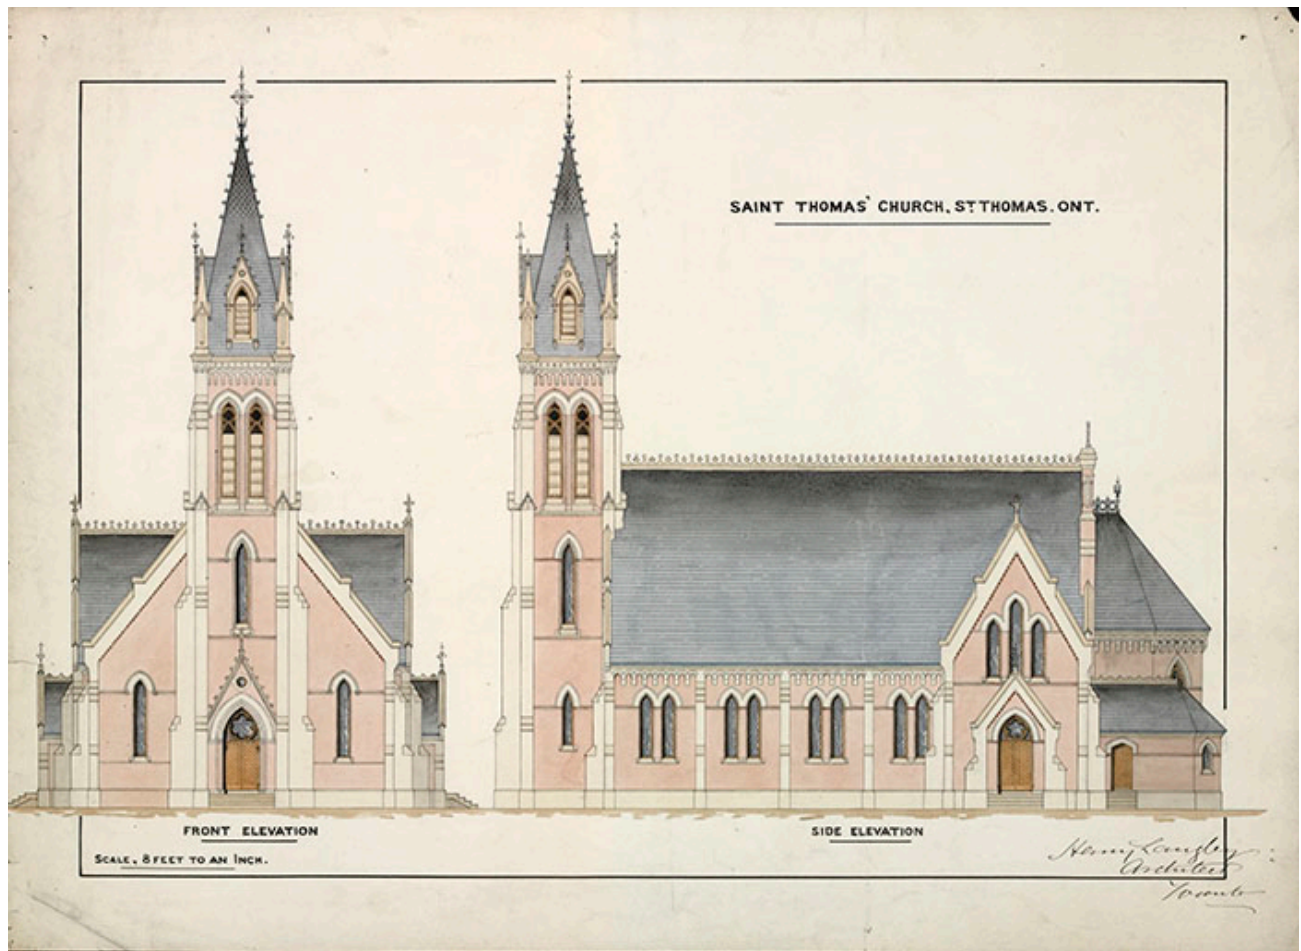 SAINT THOMAS' CHURCH, ST THOMAS. ONT.
FRONT ELEVATION
SIDE ELEVATION
SCALE, 8 FEET TO AN INCH.
Henry Langley
Architect
Toronto